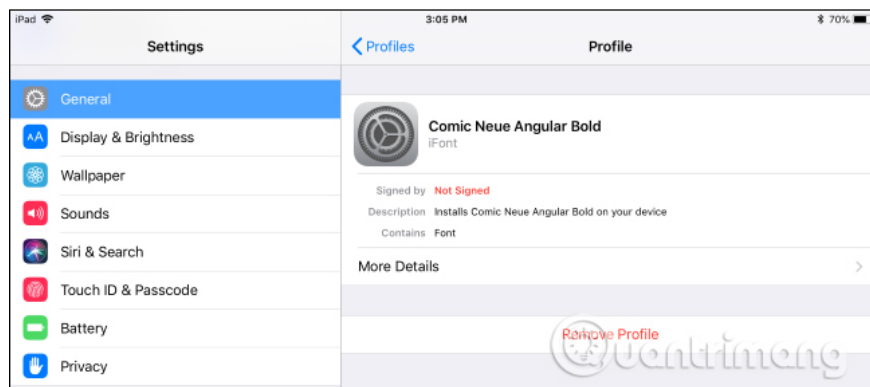 iPad 3:05 PM 70%
Settings
Profiles Profile
General
AA Display & Brightness
Wallpaper
Sounds
Siri & Search
Touch ID & Passcode
Battery
Privacy
Comic Neue Angular Bold
iFont
Signed by Not Signed
Description Installs Comic Neue Angular Bold on your device
Contains Font
More Details
Remove Profile
Quantrimang